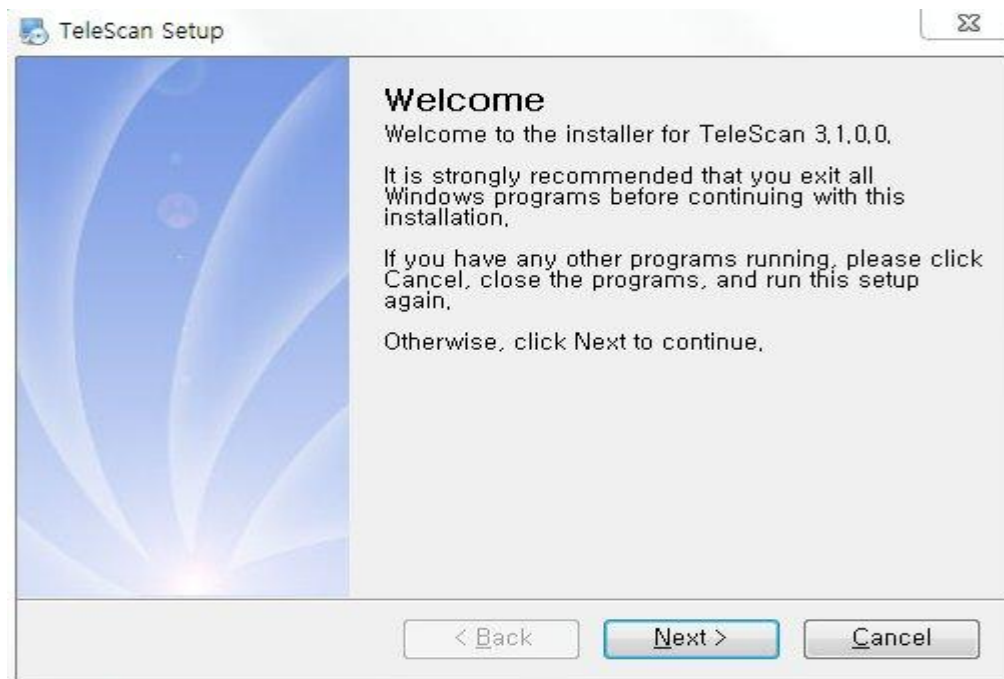 TeleScan Setup
Welcome
Welcome to the installer for TeleScan 3,1,0,0,
It is strongly recommended that you exit all
Windows programs before continuing with this
installation,
If you have any other programs running, please click
Cancel, close the programs, and run this setup
again,
Otherwise, click Next to continue,
< Back
Next >
Cancel